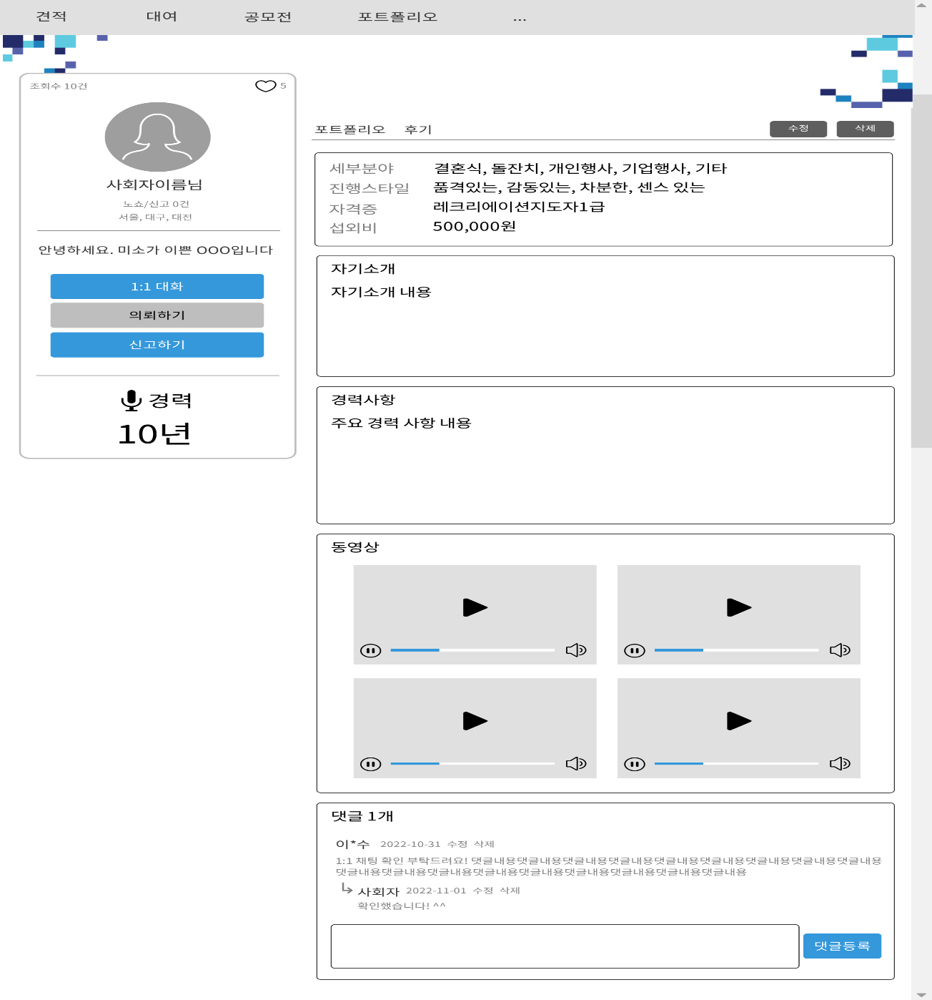 견적 대여 공모전 포트폴리오 ...
조회수 10건 5
사회자이름님
노쇼/신고 0건
서울, 대구, 대전
안녕하세요. 미소가 이쁜 OOO입니다
1:1 대화
의뢰하기
신고하기
경력
10년
포트폴리오 후기 수정 삭제
세부분야 결혼식, 돌잔치, 개인행사, 기업행사, 기타
진행스타일 품격있는, 감동있는, 차분한, 센스 있는
자격증 레크리에이션지도자1급
섭외비 500,000원
자기소개
자기소개 내용
경력사항
주요 경력 사항 내용
동영상
댓글 1개
이*수 2022-10-31 수정 삭제
1:1 채팅 확인 부탁드려요! 댓글내용댓글내용댓글내용댓글내용댓글내용댓글내용댓글내용댓글내용댓글내용
댓글내용댓글내용댓글내용댓글내용댓글내용댓글내용댓글내용댓글내용댓글내용
사회자 2022-11-01 수정 삭제
확인했습니다! ^^
댓글등록